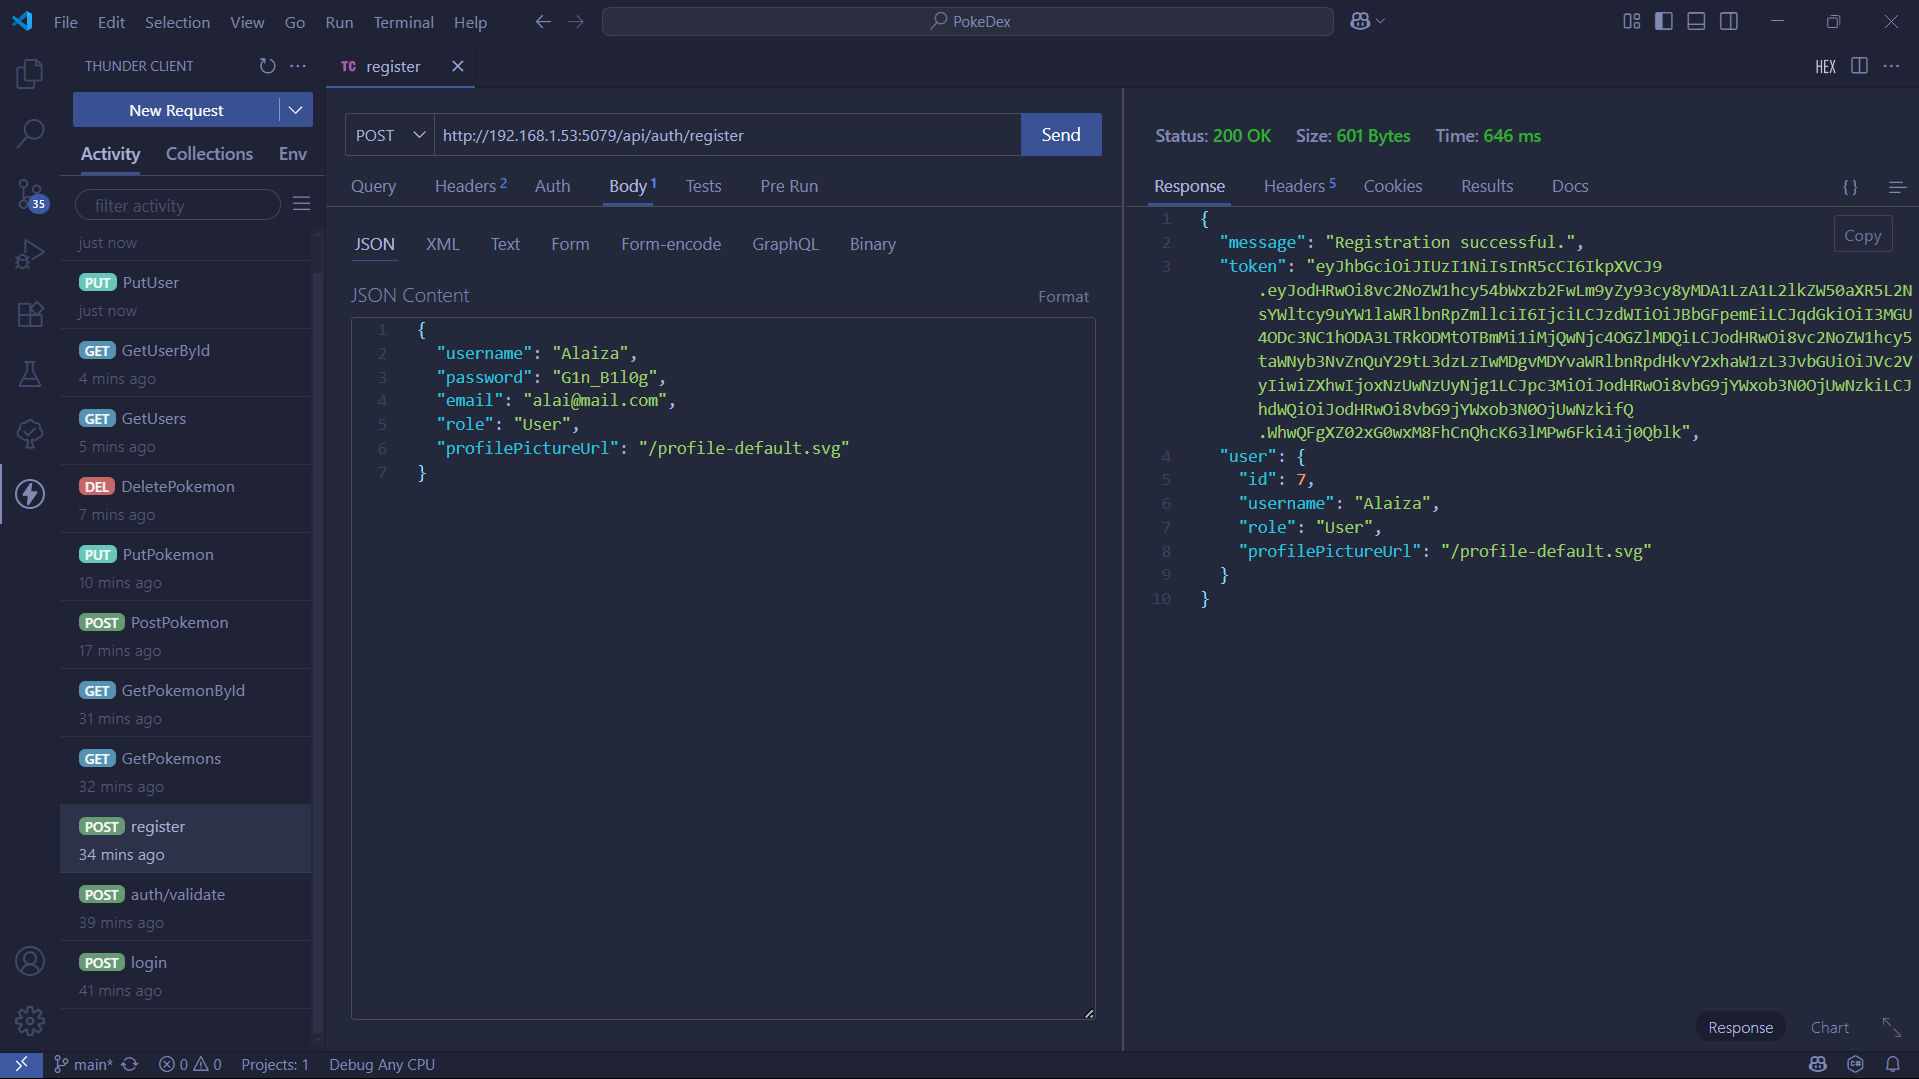 File Edit Selection View Go Run Terminal Help
PokeDex
THUNDER CLIENT
New Request
Activity Collections Env
35
filter activity
just now
PUT PutUser
just now
GET GetUserById
4 mins ago
GET GetUsers
5 mins ago
DEL DeletePokemon
7 mins ago
PUT PutPokemon
10 mins ago
POST PostPokemon
17 mins ago
GET GetPokemonById
31 mins ago
GET GetPokemons
32 mins ago
POST register
34 mins ago
POST auth/validate
39 mins ago
POST login
41 mins ago
TC register
HEX
POST http://192.168.1.53:5079/api/auth/register Send
Query Headers 2 Auth Body 1 Tests Pre Run
JSON XML Text Form Form-encode GraphQL Binary
JSON Content Format
1 {
2 "username": "Alaiza",
3 "password": "G1n_B1l0g",
4 "email": "alai@mail.com",
5 "role": "User",
6 "profilePictureUrl": "/profile-default.svg"
7 }
Status: 200 OK Size: 601 Bytes Time: 646 ms
Response Headers 5 Cookies Results Docs
{ }
Copy
1 {
2 "message": "Registration successful.",
3 "token": "eyJhbGciOiJIUzI1NiIsInR5cCI6IkpXVCJ9
.eyJodHRwOi8vc2NoZW1hcy54bWxzb2FwLm9yZy93cy8yMDA1LzA1L2lkZW50aXR5L2N
sYWltcy9uYW1laWRlbnRpZmllciI6IjciLCJzdWIiOiJBbGFpemEiLCJqdGkiOiI3MGU
4ODc3NC1hODA3LTRkODMtOTBmMi1iMjQwNjc4OGZlMDQiLCJodHRwOi8vc2NoZW1hcy5
taWNyb3NvZnQuY29tL3dzLzIwMDgvMDYvaWRlbnRpdHkvY2xhaW1zL3JvbGUiOiJVc2V
yIiwiZXhwIjoxNzUwNzUyNjg1LCJpc3MiOiJodHRwOi8vbG9jYWxob3N0OjUwNzkiLCJ
hdWQiOiJodHRwOi8vbG9jYWxob3N0OjUwNzkifQ
.WhwQFgXZ02xG0wxM8FhCnQhcK63lMPw6Fki4ij0Qblk",
4 "user": {
5 "id": 7,
6 "username": "Alaiza",
7 "role": "User",
8 "profilePictureUrl": "/profile-default.svg"
9 }
10 }
Response Chart
main* 0 0 Projects: 1 Debug Any CPU